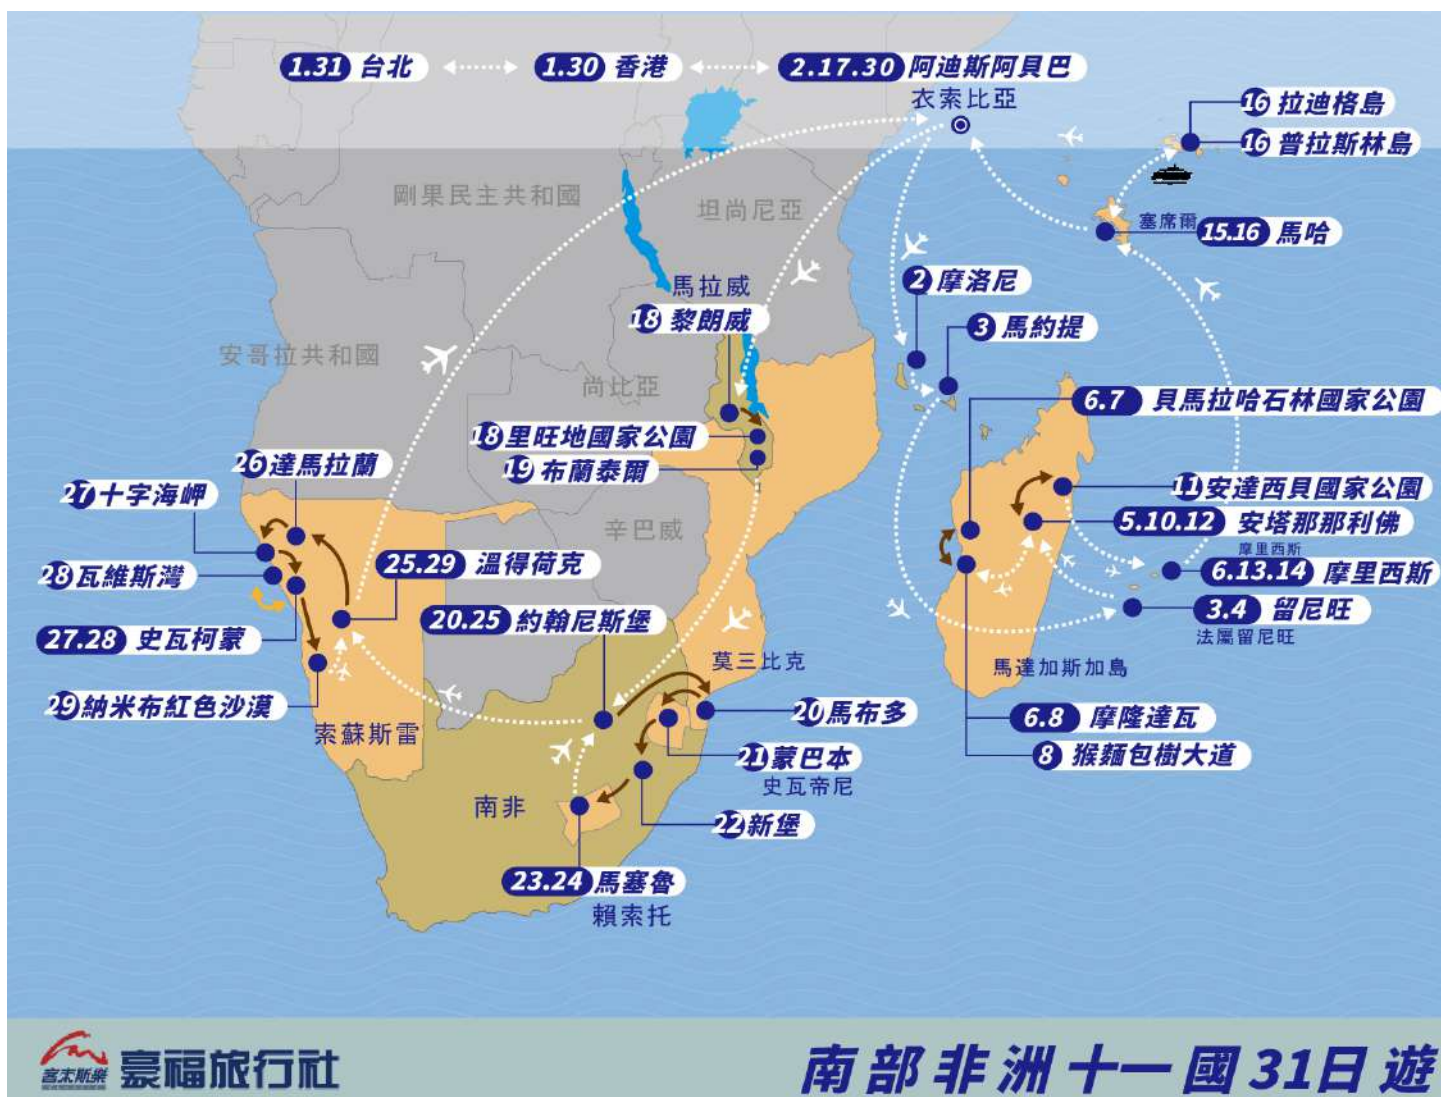 1.31 台北
1.30 香港
2.17.30 阿迪斯阿貝巴
衣索比亞
16 拉迪格島
16 普拉斯林島
剛果民主共和國
坦尚尼亞
塞席爾
15.16 馬哈
馬拉威
2 摩洛尼
18 黎朗威
3 馬約提
安哥拉共和國
尚比亞
6.7 貝馬拉哈石林國家公園
18 里旺地國家公園
26 達馬拉蘭
19 布蘭泰爾
27 十字海岬
11 安達西貝國家公園
5.10.12 安塔那那利佛
辛巴威
摩里西斯
25.29 溫得荷克
28 瓦維斯灣
6.13.14 摩里西斯
3.4 留尼旺
20.25 約翰尼斯堡
27.28 史瓦柯蒙
法屬留尼旺
莫三比克
馬達加斯加島
29 納米布紅色沙漠
20 馬布多
6.8 摩隆達瓦
索蘇斯雷
21 蒙巴本
8 猴麵包樹大道
史瓦帝尼
南非
22 新堡
23.24 馬塞魯
賴索托
喜末斯樂 豪福旅行社
南部非洲十一國31日遊